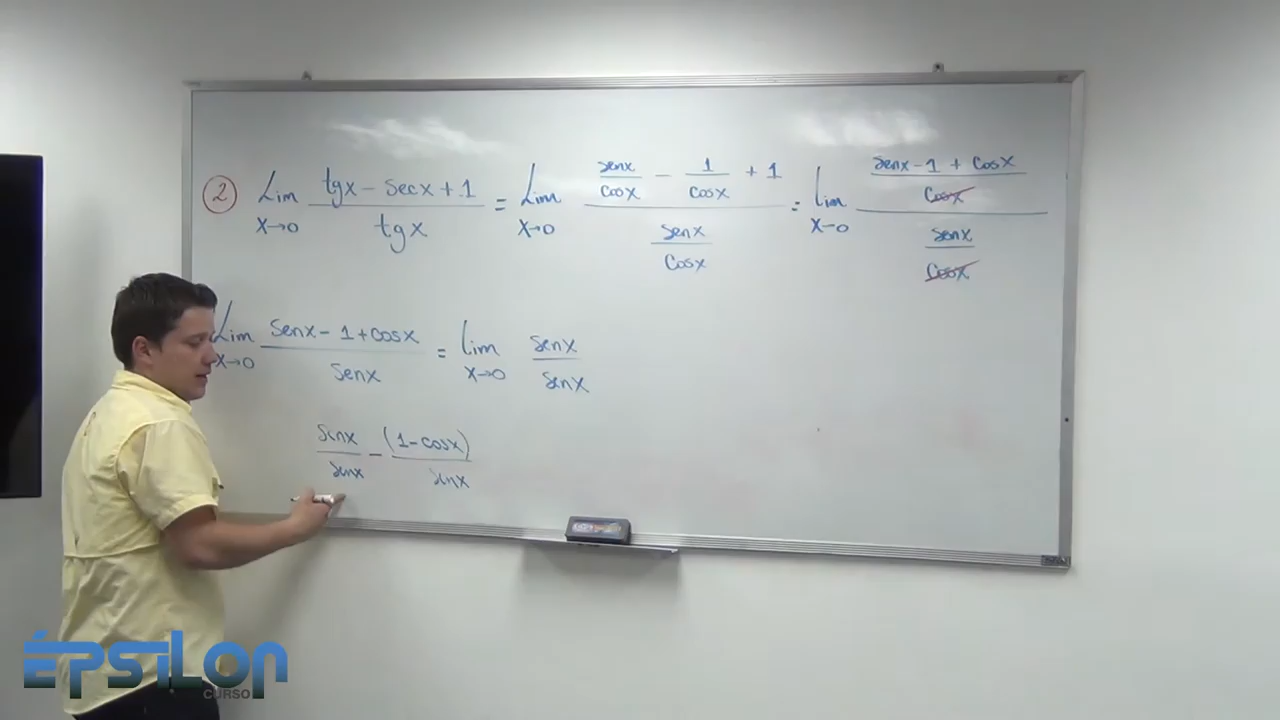 2 Lim x→0 (tgx - secx + 1)/(tgx) = Lim x→0 (senx/cosx - 1/cosx + 1)/(senx/cosx) = Lim x→0 ((senx - 1 + cosx)/cosx)/(senx/cosx)
Lim x→0 (senx - 1 + cosx)/(senx) = Lim x→0 senx/senx
senx/senx - (1-cosx)/senx
ÉPSILON
CURSO